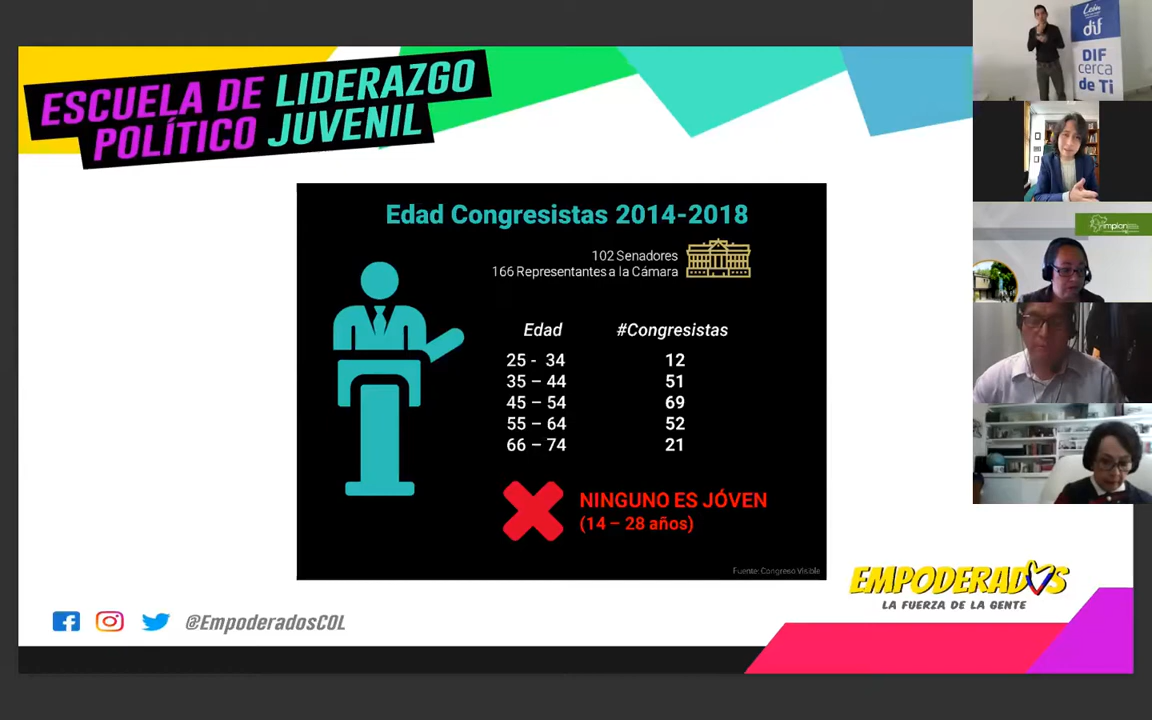 ESCUELA DE LIDERAZGO
POLÍTICO JUVENIL
Edad Congresistas 2014-2018
102 Senadores
166 Representantes a la Cámara
Edad #Congresistas
25 - 34 12
35 – 44 51
45 – 54 69
55 – 64 52
66 – 74 21
NINGUNO ES JÓVEN
(14 – 28 años)
Fuente: Congreso Visible
EMPODERADOS
LA FUERZA DE LA GENTE
@EmpoderadosCOL
León
dif
DIF
cerca
de Ti
implan